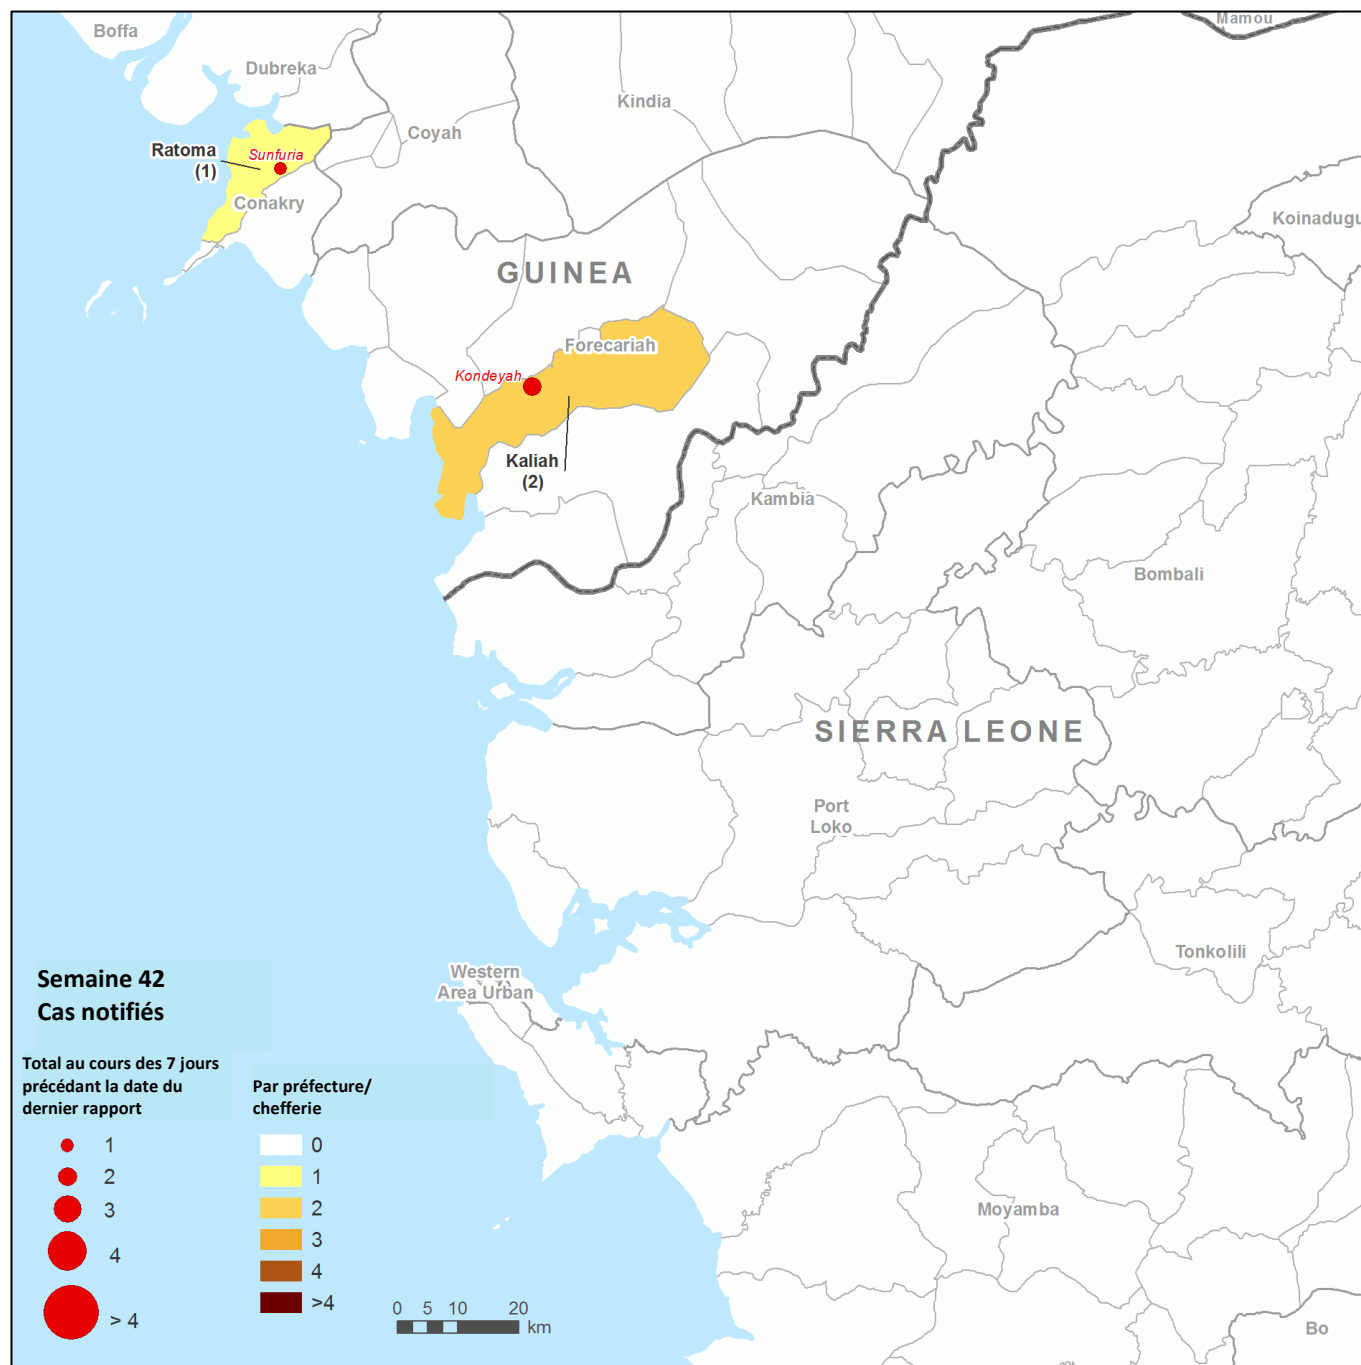 Boffa
Mamou
Dubreka
Kindia
Coyah
Ratoma
(1)
Sunfuria
Conakry
Koinadugu
GUINEA
Forecariah
Kondeyah
Kaliah
(2)
Kambia
Bombali
SIERRA LEONE
Port
Loko
Tonkolili
Western
Area Urban
Moyamba
Bo
Semaine 42
Cas notifiés
Total au cours des 7 jours
précédant la date du
dernier rapport
1
2
3
4
> 4
Par préfecture/
chefferie
0
1
2
3
4
>4
0 5 10 20
km